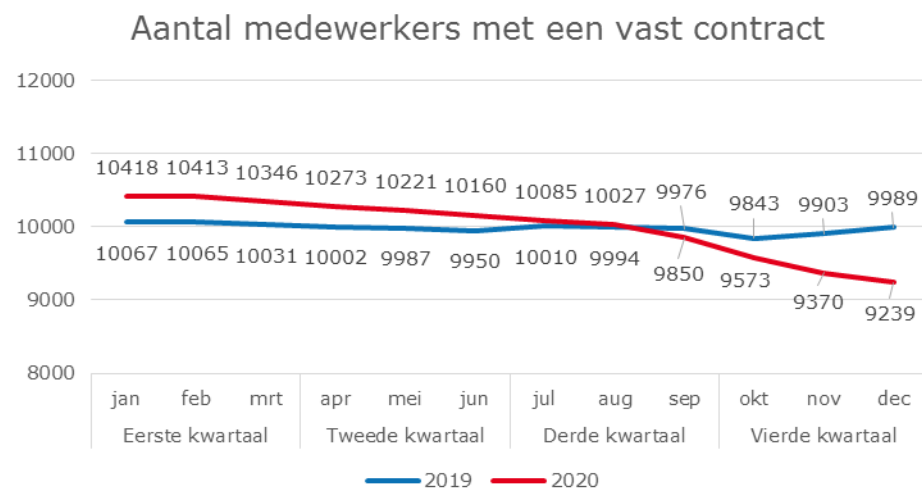 Aantal medewerkers met een vast contract
12000
11000
10418 10413 10346 10273 10221 10160 10085 10027 9976 9843 9903 9989
10000
10067 10065 10031 10002 9987 9950 10010 9994 9850 9573 9370 9239
9000
8000
jan feb mrt apr mei jun jul aug sep okt nov dec
Eerste kwartaal Tweede kwartaal Derde kwartaal Vierde kwartaal
2019 2020